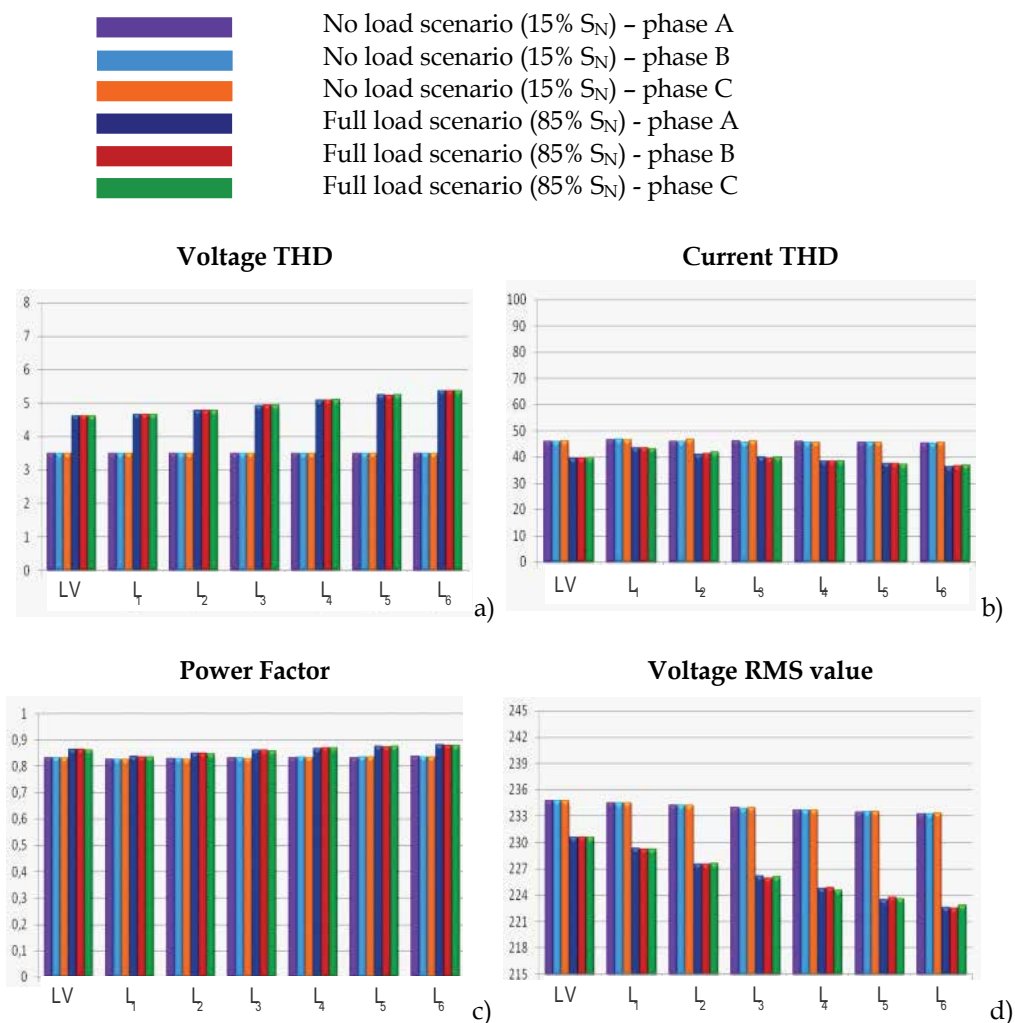 No load scenario (15% SN) – phase A
No load scenario (15% SN) – phase B
No load scenario (15% SN) – phase C
Full load scenario (85% SN) - phase A
Full load scenario (85% SN) - phase B
Full load scenario (85% SN) - phase C
Voltage THD
8
7
6
5
4
3
2
1
0
LV L1 L2 L3 L4 L5 L6
a)
Current THD
100
90
80
70
60
50
40
30
20
10
0
LV L1 L2 L3 L4 L5 L6
b)
Power Factor
1
0,9
0,8
0,7
0,6
0,5
0,4
0,3
0,2
0,1
0
LV L1 L2 L3 L4 L5 L6
c)
Voltage RMS value
245
242
239
236
233
230
227
224
221
218
215
LV L1 L2 L3 L4 L5 L6
d)